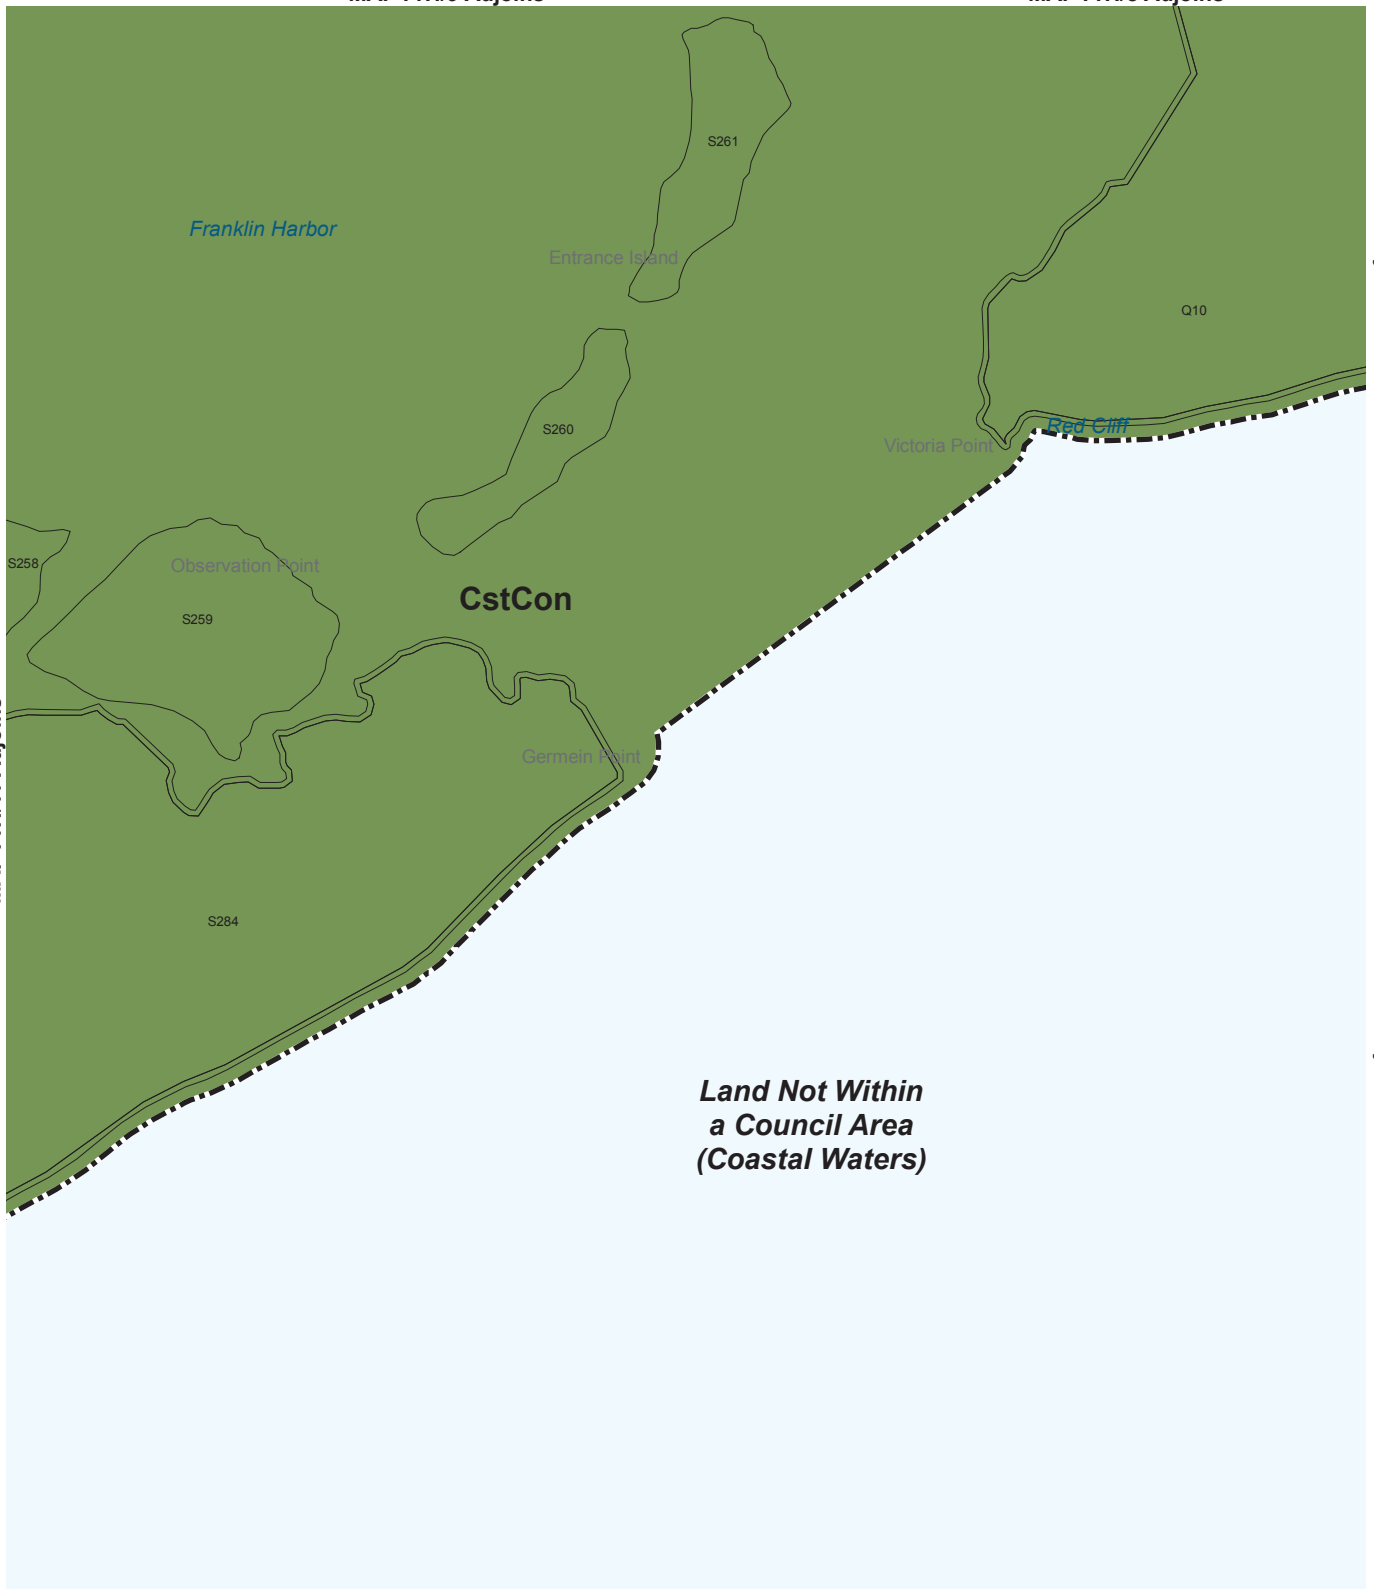 S261
Franklin Harbor
Entrance Island
Q10
Red Cliff
S260
Victoria Point
S258
Observation Point
CstCon
S259
Germein Point
S284
Land Not Within
a Council Area
(Coastal Waters)